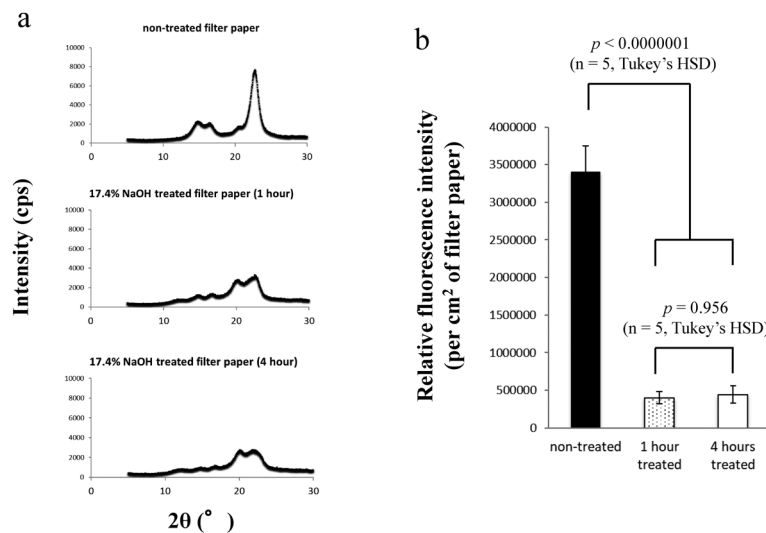 a
non-treated filter paper
10000
8000
6000
4000
2000
0
0 10 20 30
17.4% NaOH treated filter paper (1 hour)
10000
8000
6000
4000
2000
0
0 10 20 30
17.4% NaOH treated filter paper (4 hour)
10000
8000
6000
4000
2000
0
0 10 20 30
Intensity (cps)
2θ (°)
b
p < 0.0000001
(n = 5, Tukey's HSD)
4000000
3500000
3000000
2500000
2000000
1500000
1000000
500000
0
p = 0.956
(n = 5, Tukey's HSD)
Relative fluorescence intensity
(per cm² of filter paper)
non-treated 1 hour 4 hours
treated treated